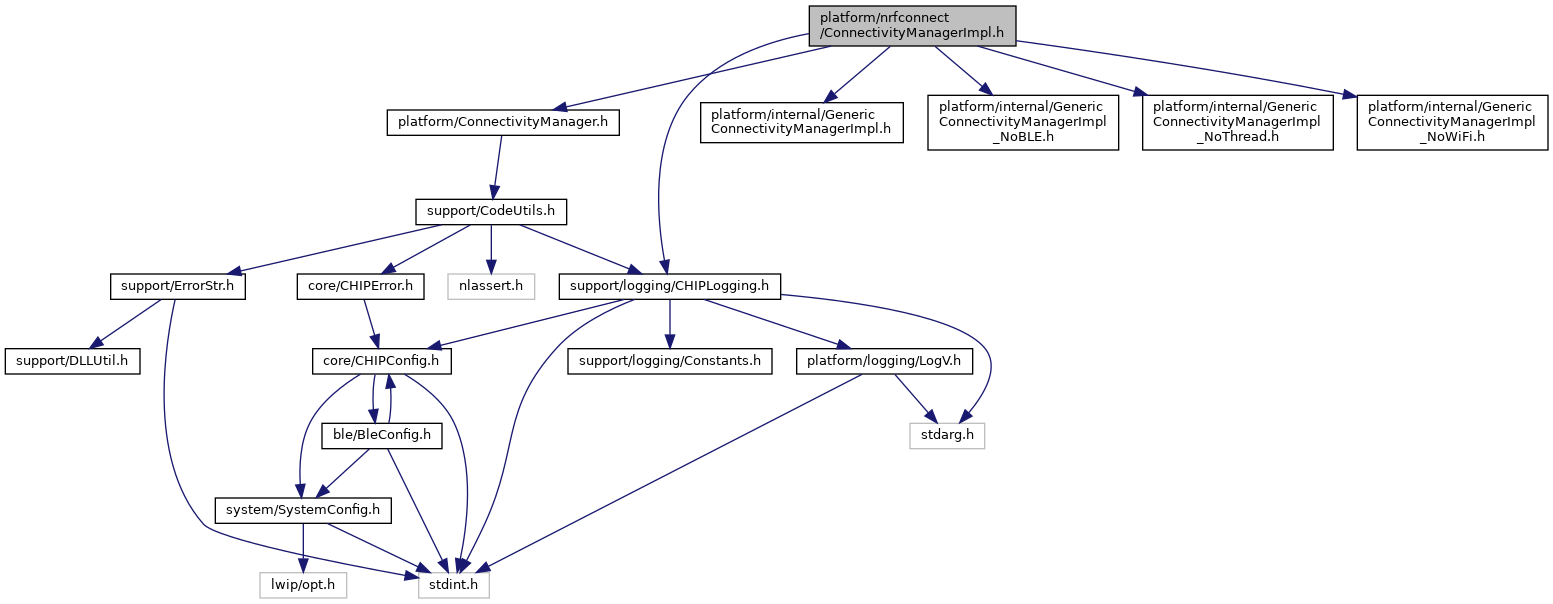 platform/nrfconnect
/ConnectivityManagerImpl.h
platform/ConnectivityManager.h
platform/internal/Generic
ConnectivityManagerImpl.h
platform/internal/Generic
ConnectivityManagerImpl
_NoBLE.h
platform/internal/Generic
ConnectivityManagerImpl
_NoThread.h
platform/internal/Generic
ConnectivityManagerImpl
_NoWiFi.h
support/CodeUtils.h
support/ErrorStr.h
core/CHIPError.h
nlassert.h
support/logging/CHIPLogging.h
support/DLLUtil.h
core/CHIPConfig.h
support/logging/Constants.h
platform/logging/LogV.h
ble/BleConfig.h
stdarg.h
system/SystemConfig.h
lwip/opt.h
stdint.h